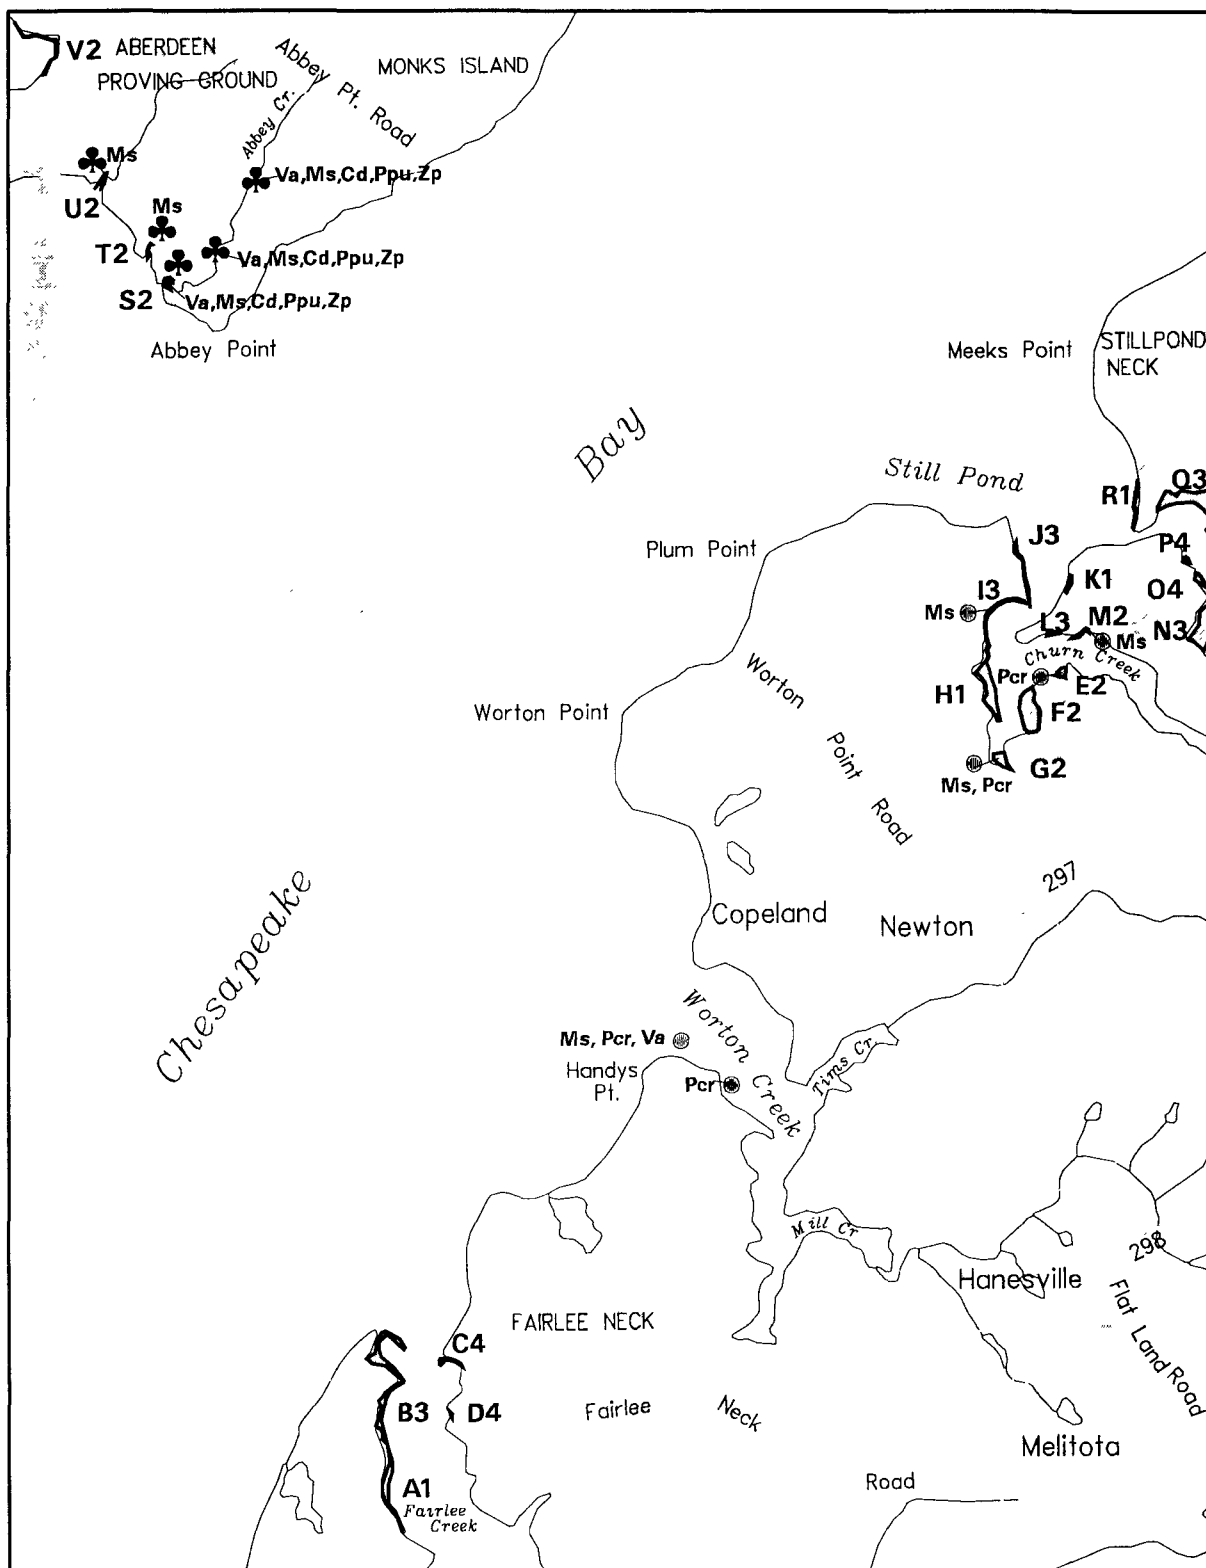 V2
ABERDEEN
PROVING GROUND
Abbey Pt. Road
MONKS ISLAND
Abbey Cr.
Ms
Va,Ms,Cd,Ppu,Zp
U2
Ms
T2
Va,Ms,Cd,Ppu,Zp
S2
Va,Ms,Cd,Ppu,Zp
Abbey Point
Meeks Point
STILLPOND
NECK
Bay
Still Pond
R1
Q3
J3
Plum Point
P4
I3
K1
O4
Ms
L3
M2
Ms
N3
Churn Creek
Pcr
E2
H1
F2
Worton Point
Worton
Point
Road
G2
Ms, Pcr
297
Chesapeake
Copeland
Newton
Worton
Creek
Ms, Pcr, Va
Handys
Pt.
Pcr
Tims Cr
Mill Cr
298
Hanesville
Flat Land Road
FAIRLEE NECK
C4
B3
D4
Fairlee
Neck
Melitota
Road
A1
Fairlee
Creek